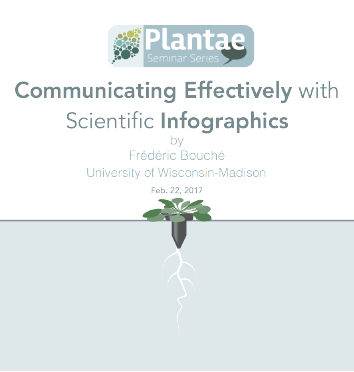 Plantae
Seminar Series
Communicating Effectively with
Scientific Infographics
by
Frédéric Bouché
University of Wisconsin-Madison
Feb. 22, 2017